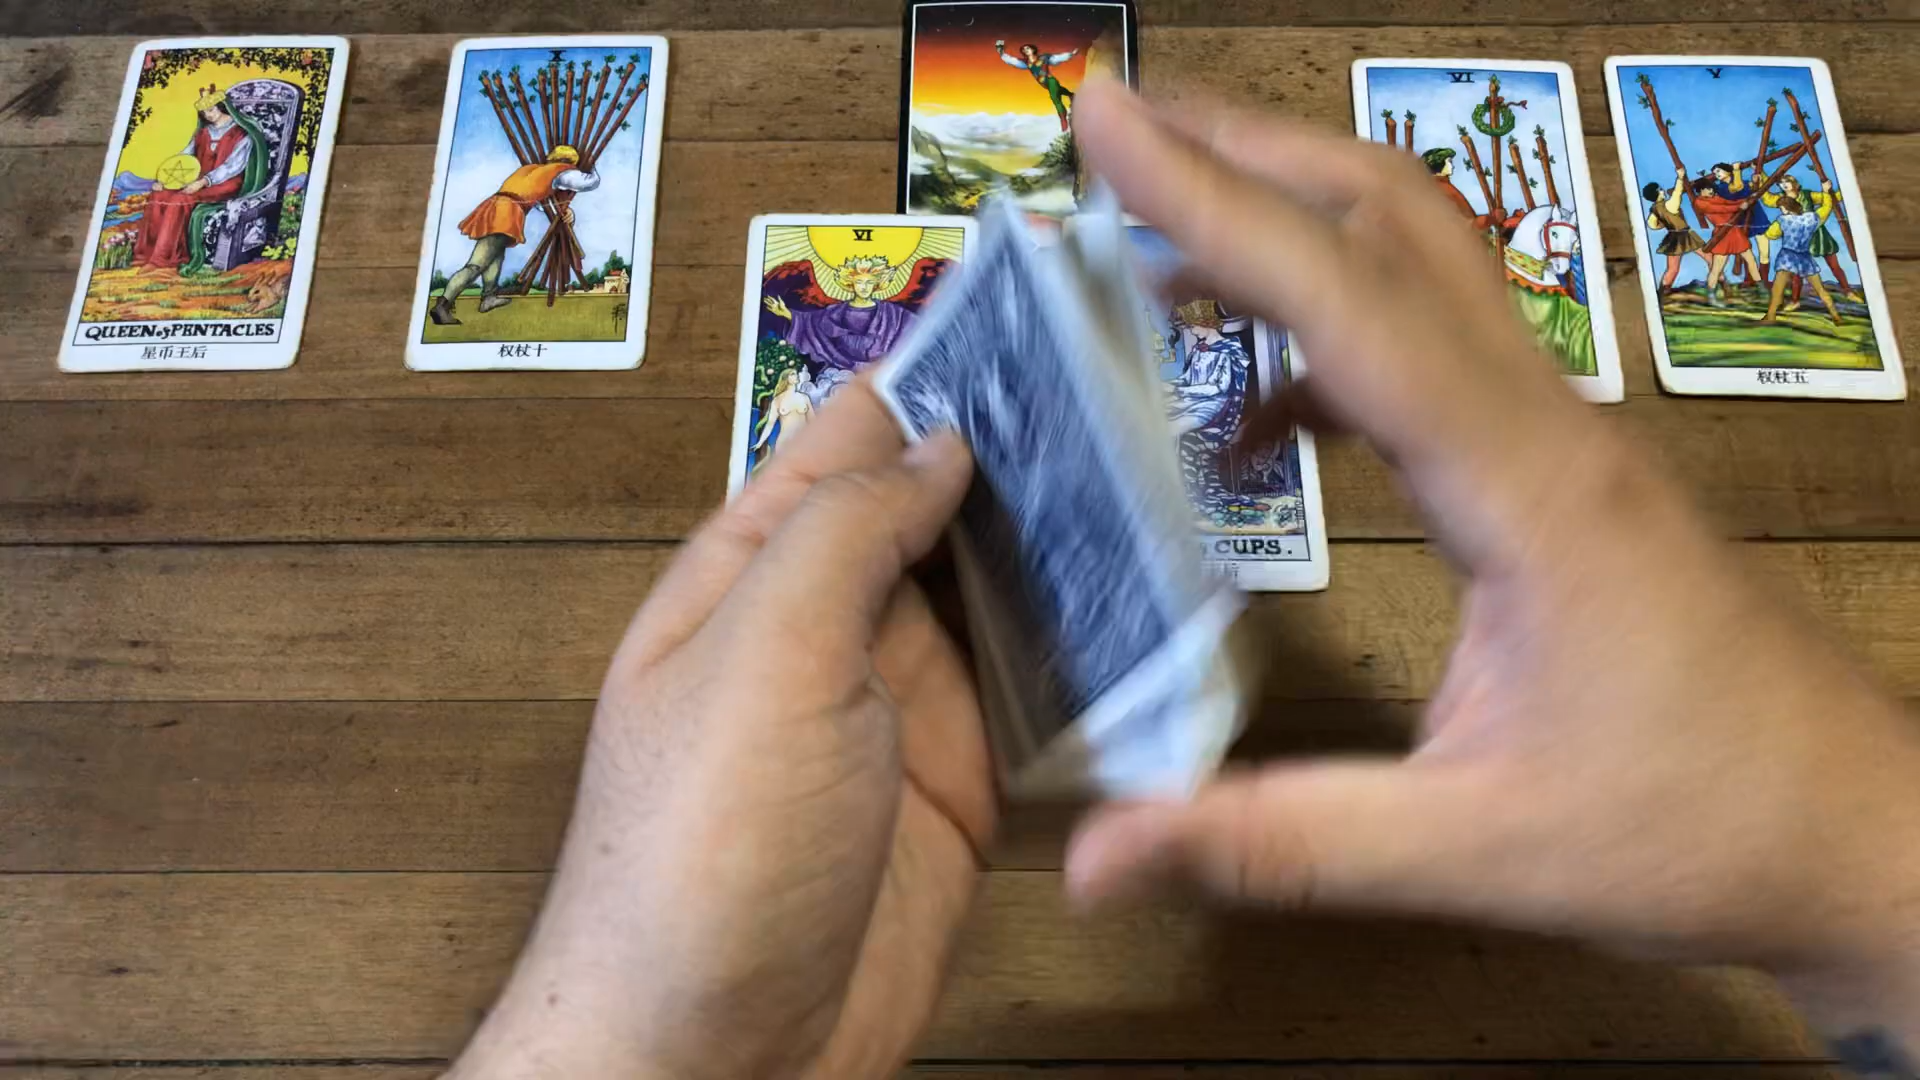 QUEEN of PENTACLES
星币王后
X
权杖十
VI
CUPS.
VI
V
权杖五